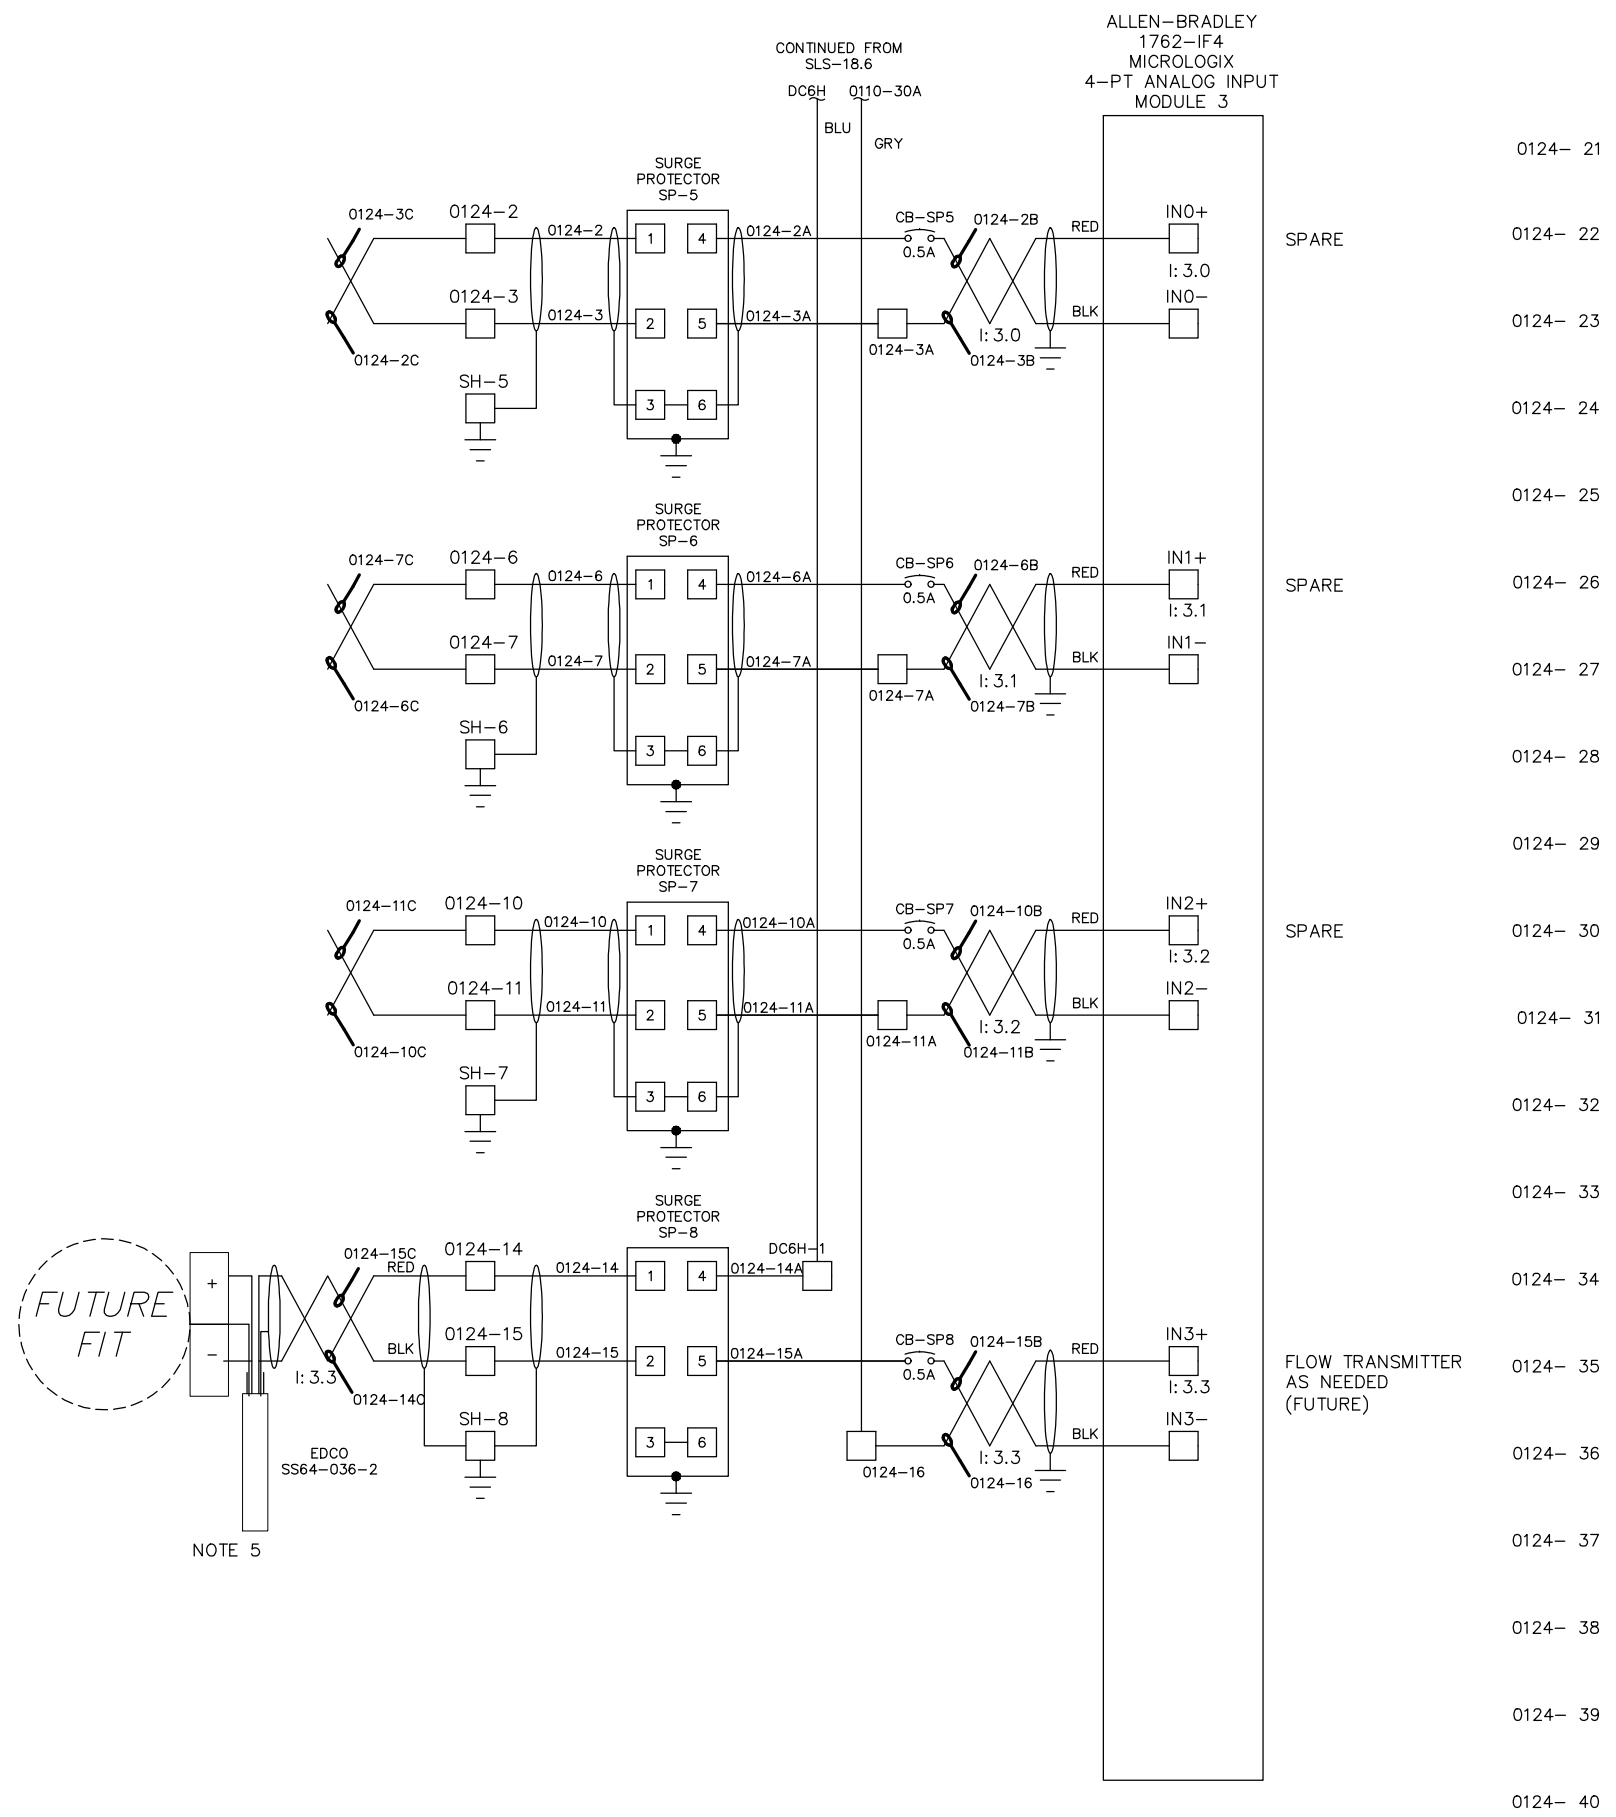 ALLEN-BRADLEY
1762-IF4
MICROLOGIX
4-PT ANALOG INPUT
MODULE 3
CONTINUED FROM
SLS-18.6
DC6H 0110-30A
BLU
GRY
0124- 21
SURGE
PROTECTOR
SP-5
0124-3C 0124-2 0124-2 1 4 0124-2A CB-SP5 0.5A 0124-2B RED IN0+ SPARE 0124- 22
I: 3.0
0124-3 0124-3 2 5 0124-3A 0124-3A I: 3.0 BLK IN0- 0124- 23
0124-2C 0124-3B
SH-5 3 6 0124- 24
0124- 25
SURGE
PROTECTOR
SP-6
0124-7C 0124-6 0124-6 1 4 0124-6A CB-SP6 0.5A 0124-6B RED IN1+ SPARE 0124- 26
I: 3.1
0124-7 0124-7 2 5 0124-7A 0124-7A I: 3.1 BLK IN1- 0124- 27
0124-6C 0124-7B
SH-6 3 6 0124- 28
0124- 29
SURGE
PROTECTOR
SP-7
0124-11C 0124-10 0124-10 1 4 0124-10A CB-SP7 0.5A 0124-10B RED IN2+ SPARE 0124- 30
I: 3.2
0124-11 0124-11 2 5 0124-11A 0124-11A I: 3.2 BLK IN2- 0124- 31
0124-10C 0124-11B
SH-7 3 6 0124- 32
0124- 33
SURGE
PROTECTOR
SP-8
0124-15C RED 0124-14 0124-14 1 4 0124-14A DC6H-1 0124- 34
+
FUTURE
FIT
-
BLK 0124-15 0124-15 2 5 0124-15A CB-SP8 0.5A 0124-15B RED IN3+ 0124- 35
I: 3.3
FLOW TRANSMITTER
AS NEEDED
(FUTURE)
I: 3.3
0124-14C
SH-8 3 6 0124-16 I: 3.3 0124-16 BLK IN3- 0124- 36
EDCO
SS64-036-2
NOTE 5
0124- 37
0124- 38
0124- 39
0124- 40